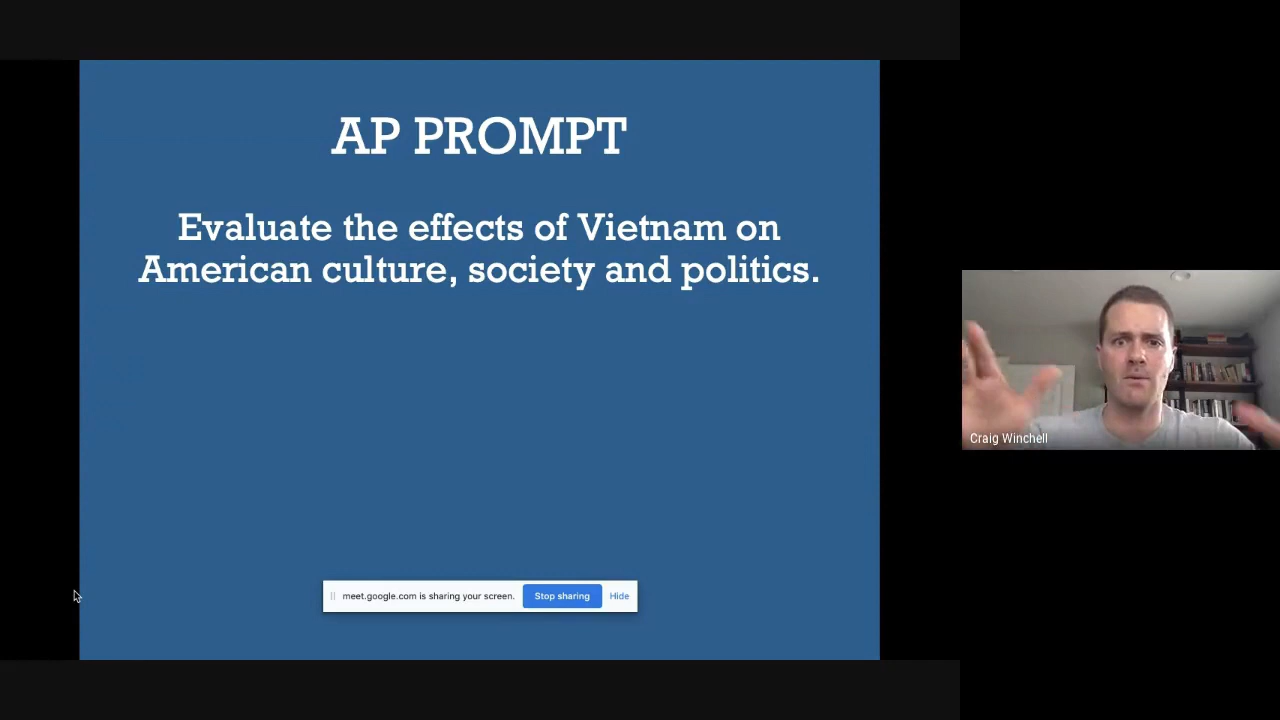 AP PROMPT
Evaluate the effects of Vietnam on
American culture, society and politics.
Craig Winchell
meet.google.com is sharing your screen.
Stop sharing
Hide